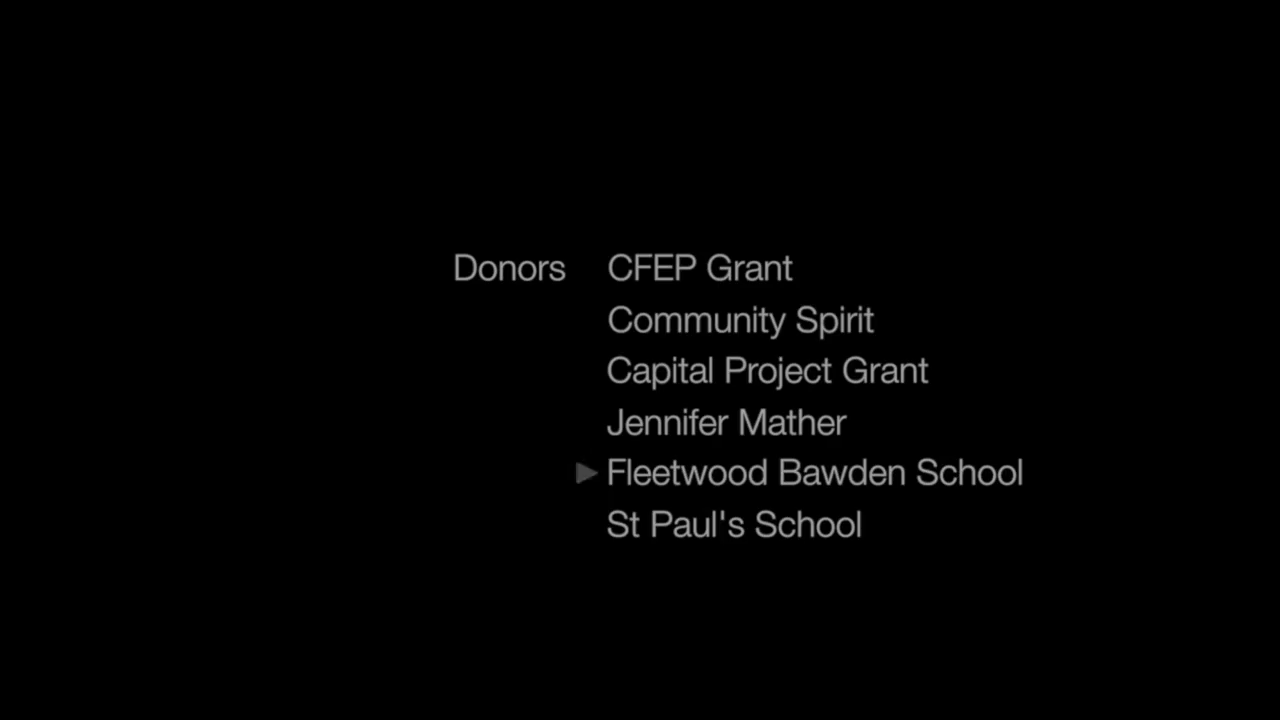 Donors CFEP Grant
Community Spirit
Capital Project Grant
Jennifer Mather
Fleetwood Bawden School
St Paul's School